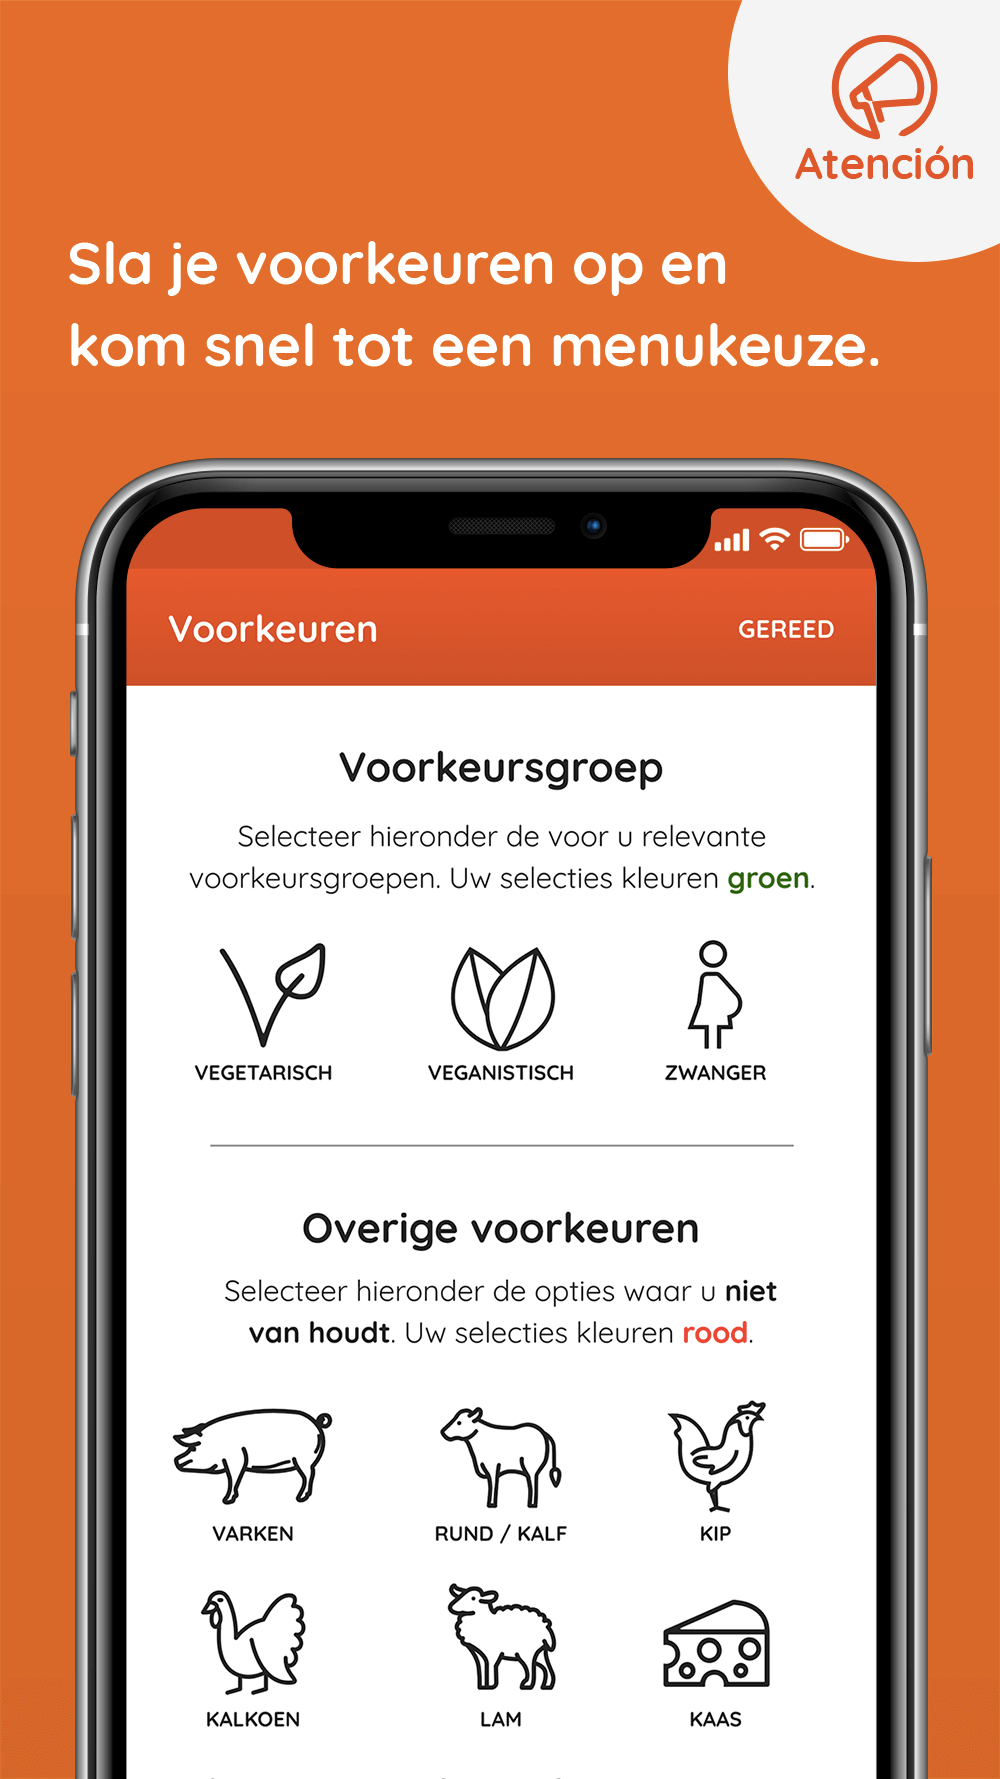 Atención
Sla je voorkeuren op en
kom snel tot een menukeuze.
Voorkeuren
GEREED
Voorkeursgroep
Selecteer hieronder de voor u relevante
voorkeursgroepen. Uw selecties kleuren groen.
VEGETARISCH
VEGANISTISCH
ZWANGER
Overige voorkeuren
Selecteer hieronder de opties waar u niet
van houdt. Uw selecties kleuren rood.
VARKEN
RUND / KALF
KIP
KALKOEN
LAM
KAAS